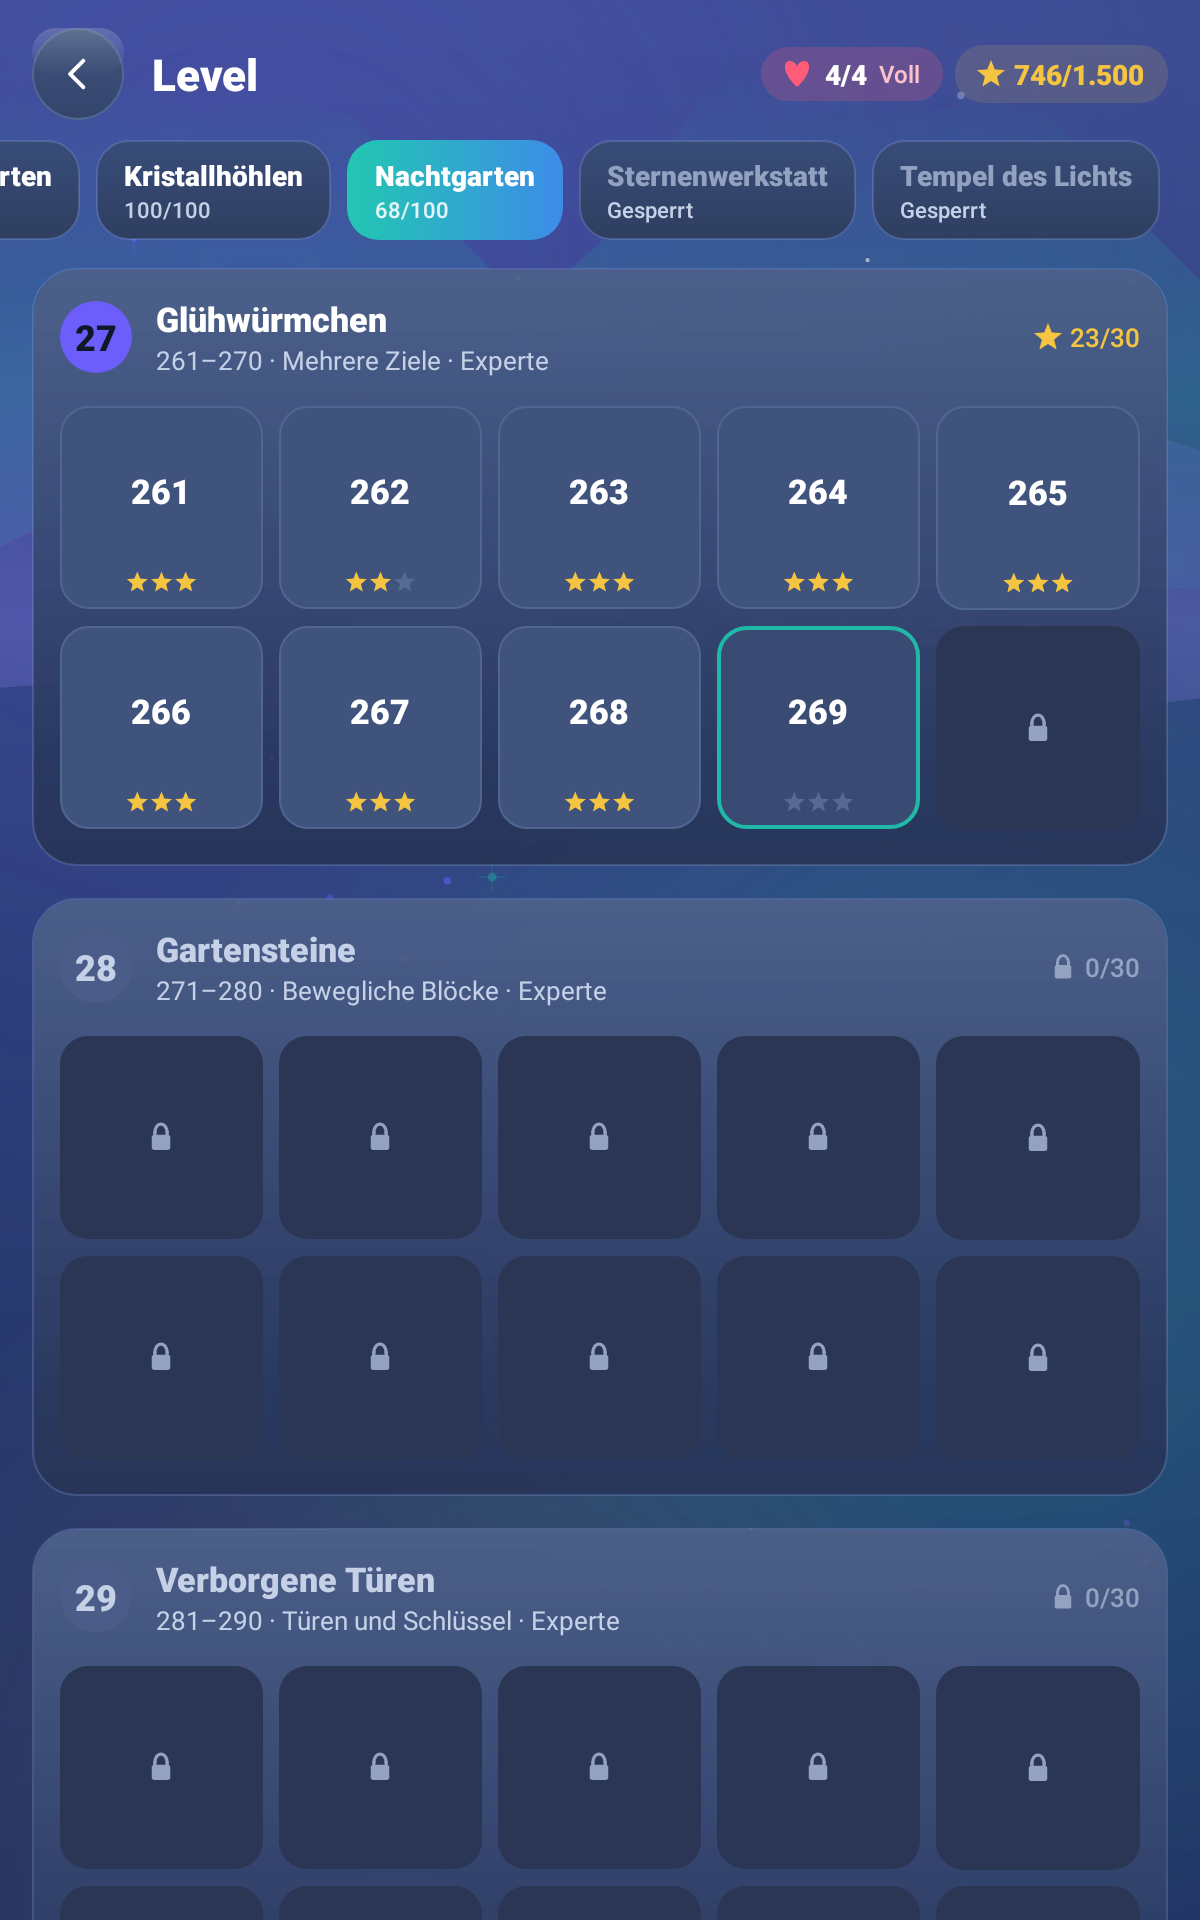 Level
4/4 Voll
746/1.500
rten
Kristallhöhlen
100/100
Nachtgarten
68/100
Sternenwerkstatt
Gesperrt
Tempel des Lichts
Gesperrt
27
Glühwürmchen
261–270 · Mehrere Ziele · Experte
23/30
261
262
263
264
265
266
267
268
269
28
Gartensteine
271–280 · Bewegliche Blöcke · Experte
0/30
29
Verborgene Türen
281–290 · Türen und Schlüssel · Experte
0/30